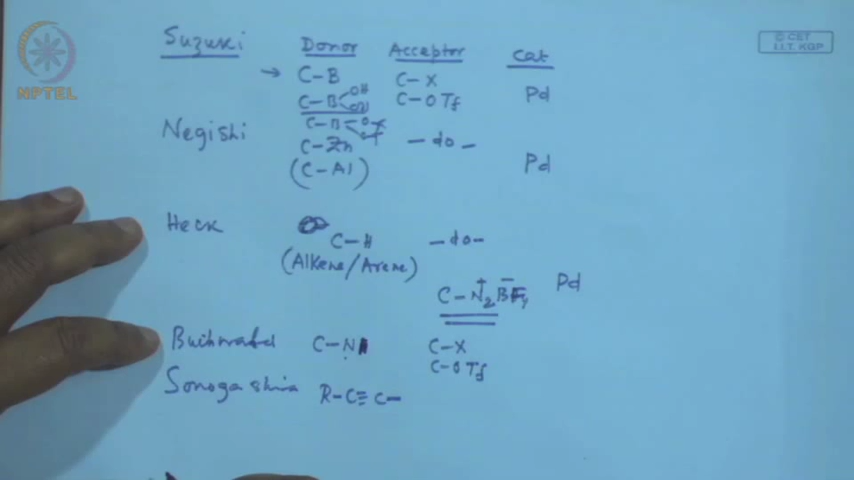 NPTEL
© CET
I.I.T. KGP
Suzuki Donor Acceptor Cat
→ C-B C-X
C-B OH OH C-OTf Pd
C-B
Negishi C-Zn -do-
(C-Al) Pd
Heck C-H -do-
(Alkene/Arene)
C-N₂⁺ BF₄⁻ Pd
Buchwald C-N C-X
C-OTf
Sonogashira R-C≡C-